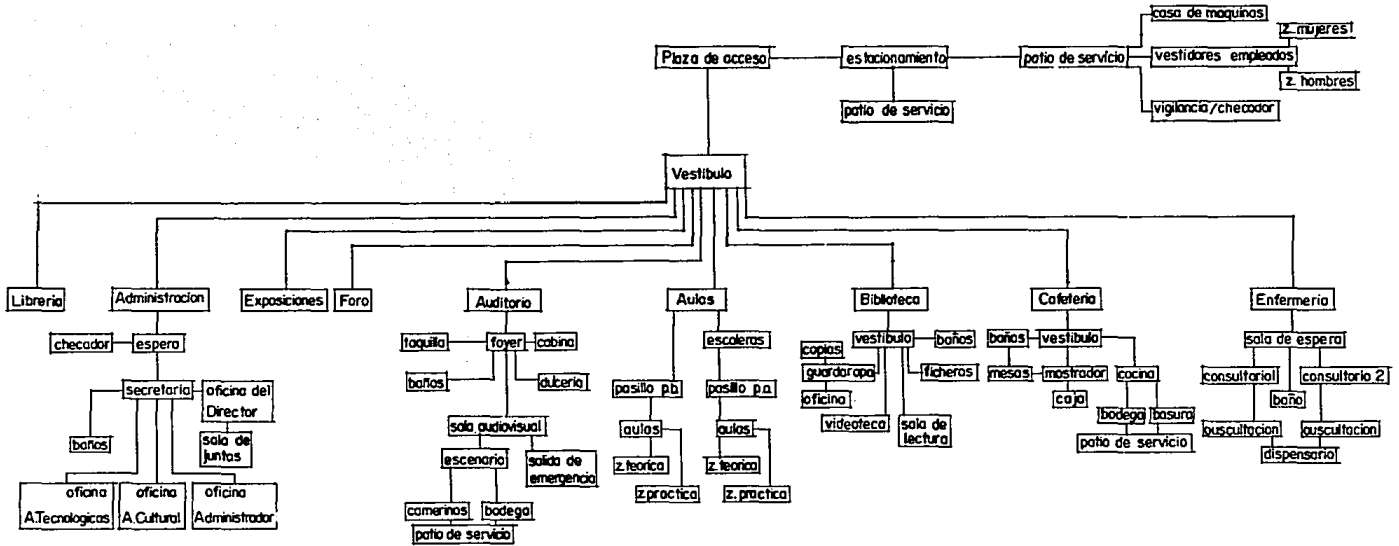 casa de maquinas
z. mujeres1
Plaza de acceso
estacionamiento
patio de servicio
vestidores empleados
z. hombres
patio de servicio
vigilancia/checador
Vestibulo
Libreria
Administracion
Exposiciones
Foro
Auditorio
Aulas
Biblioteca
Cafeteria
Enfermeria
checador
espera
taquilla
foyer
cabina
escaleras
copias
vestibulo
baños
baños
vestibulo
sala de espera
baños
dulceria
guardaropa
ficheros
mesas
mostrador
cocina
consultorio1
consultorio 2
secretaria
oficina del
Director
pasillo p.b.
pasillo p.a.
oficina
caja
baño
baños
sala de
juntas
sala audiovisual
aulas
aulas
videoteca
sala de
lectura
bodega
basura
auscultacion
auscultacion
patio de servicio
dispensario
escenario
salida de
emergencia
z. teorica
z. teorica
oficina
A.Tecnologicas
oficina
A.Cultural
oficina
Administrador
z.practica
z. practica
camerinos
bodega
patio de servicio